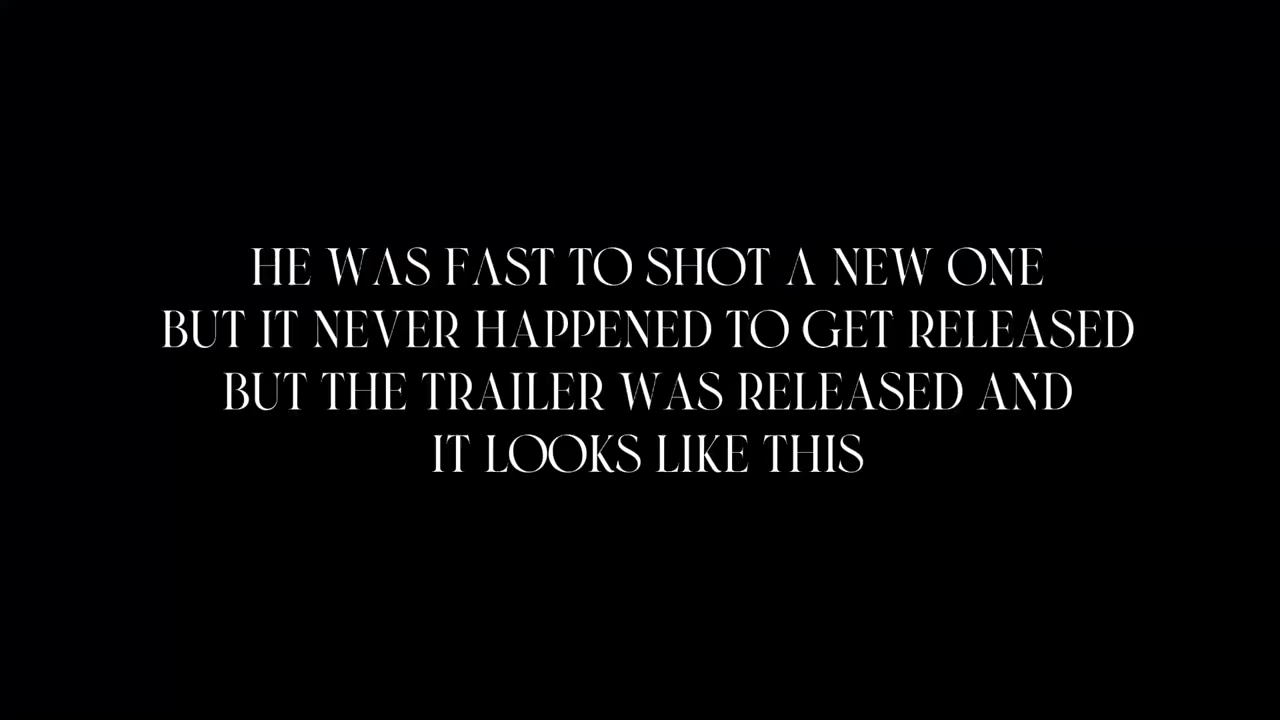 HE WAS FAST TO SHOT A NEW ONE
BUT IT NEVER HAPPENED TO GET RELEASED
BUT THE TRAILER WAS RELEASED AND
IT LOOKS LIKE THIS